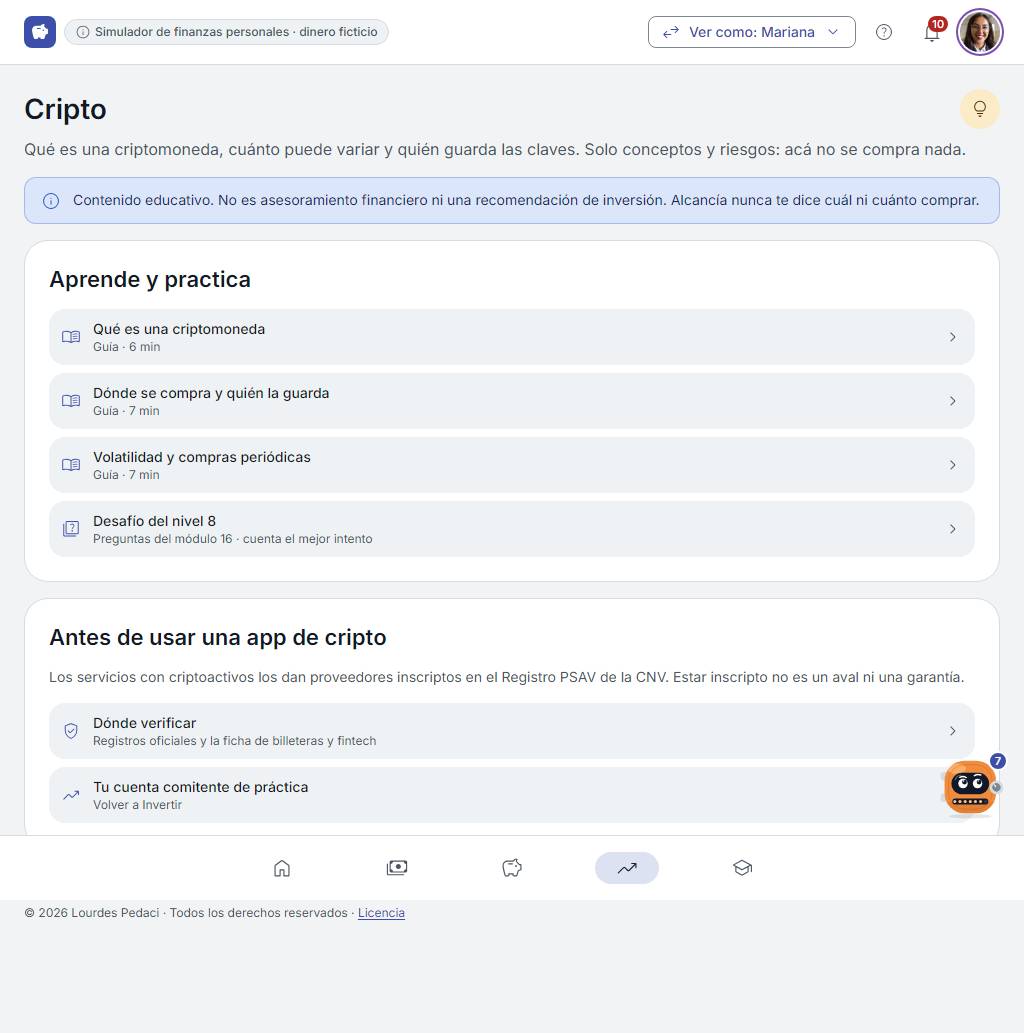 Simulador de finanzas personales · dinero ficticio
Ver como: Mariana
10
Cripto
Qué es una criptomoneda, cuánto puede variar y quién guarda las claves. Solo conceptos y riesgos: acá no se compra nada.
Contenido educativo. No es asesoramiento financiero ni una recomendación de inversión. Alcancía nunca te dice cuál ni cuánto comprar.
Aprende y practica
Qué es una criptomoneda
Guía · 6 min
Dónde se compra y quién la guarda
Guía · 7 min
Volatilidad y compras periódicas
Guía · 7 min
Desafío del nivel 8
Preguntas del módulo 16 · cuenta el mejor intento
Antes de usar una app de cripto
Los servicios con criptoactivos los dan proveedores inscriptos en el Registro PSAV de la CNV. Estar inscripto no es un aval ni una garantía.
Dónde verificar
Registros oficiales y la ficha de billeteras y fintech
7
Tu cuenta comitente de práctica
Volver a Invertir
© 2026 Lourdes Pedaci · Todos los derechos reservados · Licencia